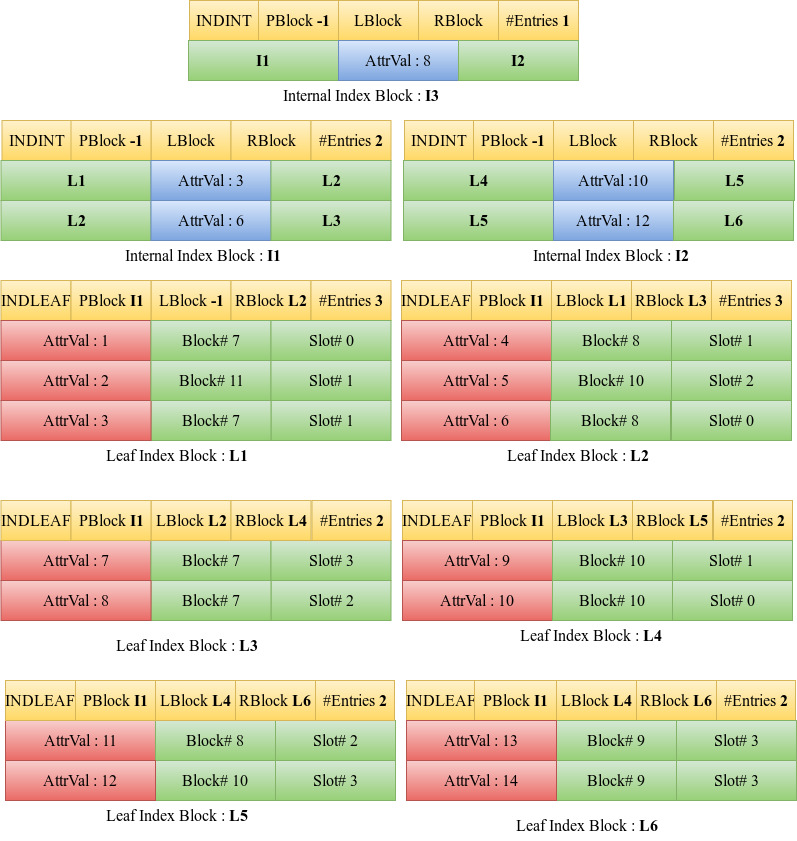 INDINT PBlock -1 LBlock RBlock #Entries 1
I1 AttrVal : 8 I2
Internal Index Block : I3
INDINT PBlock -1 LBlock RBlock #Entries 2
L1 AttrVal : 3 L2
L2 AttrVal : 6 L3
Internal Index Block : I1
INDINT PBlock -1 LBlock RBlock #Entries 2
L4 AttrVal :10 L5
L5 AttrVal : 12 L6
Internal Index Block : I2
INDLEAF PBlock I1 LBlock -1 RBlock L2 #Entries 3
AttrVal : 1 Block# 7 Slot# 0
AttrVal : 2 Block# 11 Slot# 1
AttrVal : 3 Block# 7 Slot# 1
Leaf Index Block : L1
INDLEAF PBlock I1 LBlock L1 RBlock L3 #Entries 3
AttrVal : 4 Block# 8 Slot# 1
AttrVal : 5 Block# 10 Slot# 2
AttrVal : 6 Block# 8 Slot# 0
Leaf Index Block : L2
INDLEAF PBlock I1 LBlock L2 RBlock L4 #Entries 2
AttrVal : 7 Block# 7 Slot# 3
AttrVal : 8 Block# 7 Slot# 2
Leaf Index Block : L3
INDLEAF PBlock I1 LBlock L3 RBlock L5 #Entries 2
AttrVal : 9 Block# 10 Slot# 1
AttrVal : 10 Block# 10 Slot# 0
Leaf Index Block : L4
INDLEAF PBlock I1 LBlock L4 RBlock L6 #Entries 2
AttrVal : 11 Block# 8 Slot# 2
AttrVal : 12 Block# 10 Slot# 3
Leaf Index Block : L5
INDLEAF PBlock I1 LBlock L4 RBlock L6 #Entries 2
AttrVal : 13 Block# 9 Slot# 3
AttrVal : 14 Block# 9 Slot# 3
Leaf Index Block : L6